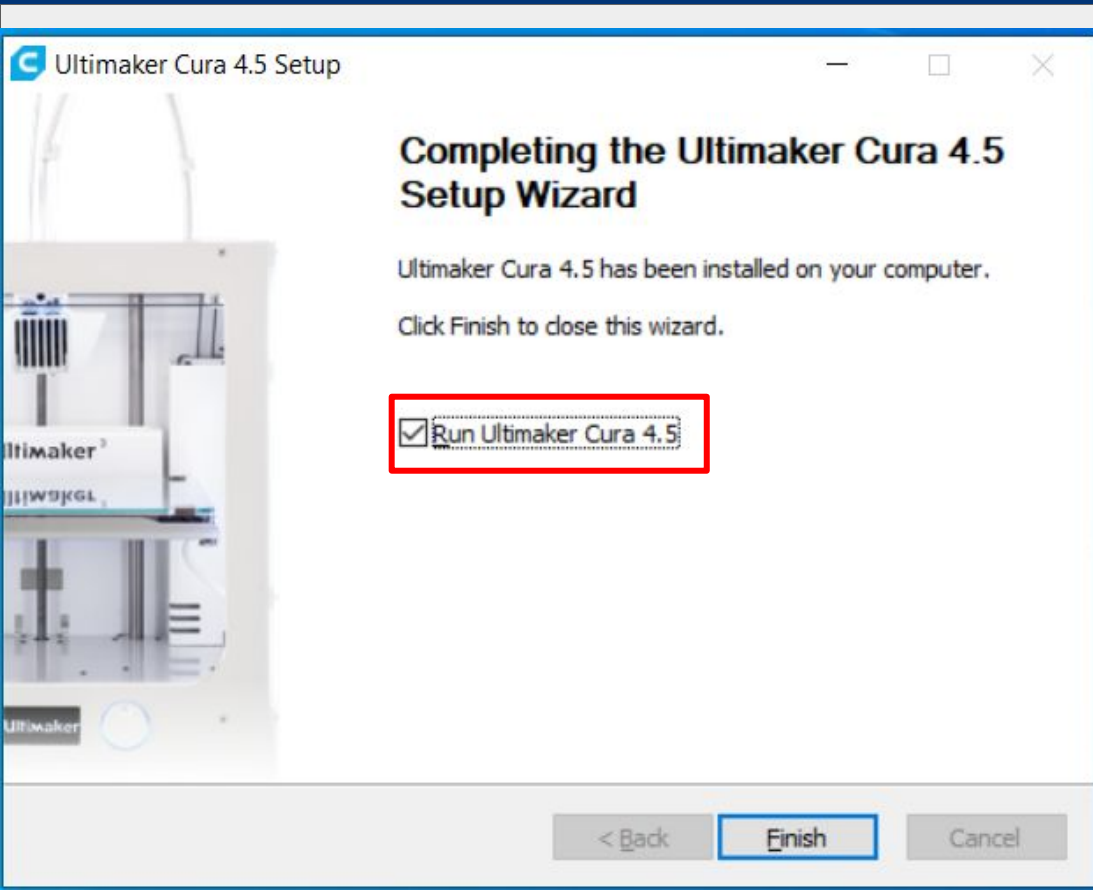 Ultimaker Cura 4.5 Setup
Completing the Ultimaker Cura 4.5
Setup Wizard
Ultimaker Cura 4.5 has been installed on your computer.
Click Finish to close this wizard.
Run Ultimaker Cura 4.5
ltimaker³
Ultimaker
< Back
Finish
Cancel